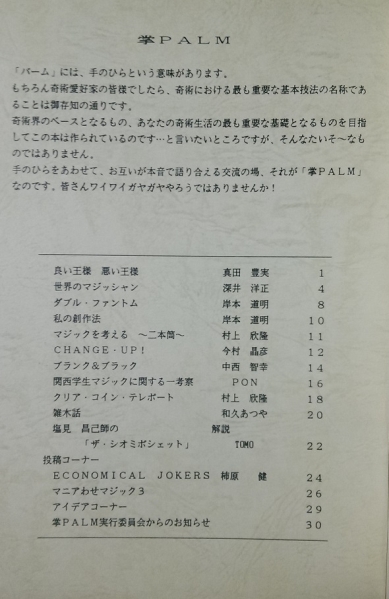 掌PALM
「パーム」には、手のひらという意味があります。
もちろん奇術愛好家の皆様でしたら、奇術における最も重要な基本技法の名称であ
ることは御存知の通りです。
奇術界のベースとなるもの、あなたの奇術生活の最も重要な基礎となるものを目指
してこの本は作られているのです…と言いたいところですが、そんなたいそ～なも
のではありません。
手のひらをあわせて、お互いが本音で語り合える交流の場、それが「掌PALM」
なのです。皆さんワイワイガヤガヤやろうではありませんか！
良い王様 悪い王様 真田 豊実 1
世界のマジッシャン 深井 洋正 4
ダブル・ファントム 岸本 道明 8
私の創作法 岸本 道明 10
マジックを考える ～二本筒～ 村上 欣隆 11
CHANGE・UP！ 今村 晶彦 12
ブランク＆ブラック 中西 智幸 14
関西学生マジックに関する一考察 PON 16
クリア・コイン・テレポート 村上 欣隆 18
雑木話 和久あつや 20
塩見 昌己師の 解説
「ザ・シオミポシェット」 TOMO 22
投稿コーナー
ECONOMICAL JOKERS 柿原 健 24
マニアわせマジック3 26
アイデアコーナー 29
掌PALM実行委員会からのお知らせ 30